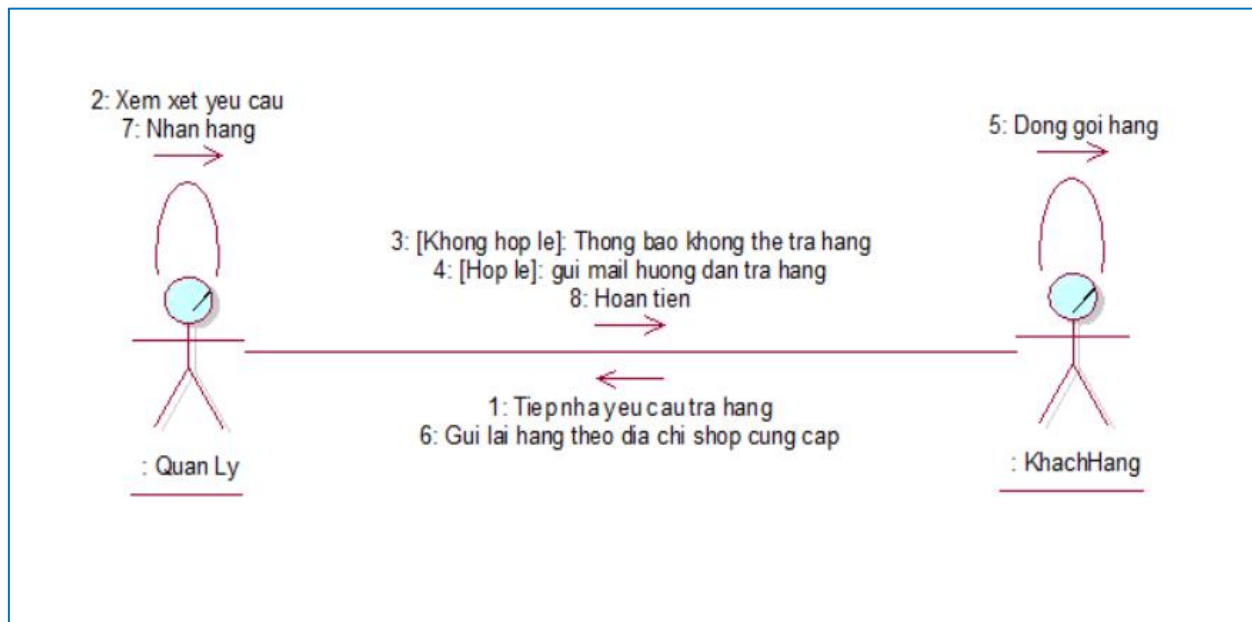 2: Xem xet yeu cau
7: Nhan hang
5: Dong goi hang
3: [Khong hop le]: Thong bao khong the tra hang
4: [Hop le]: gui mail huong dan tra hang
8: Hoan tien
1: Tiep nha yeu cau tra hang
6: Gui lai hang theo dia chi shop cung cap
: Quan Ly
: KhachHang